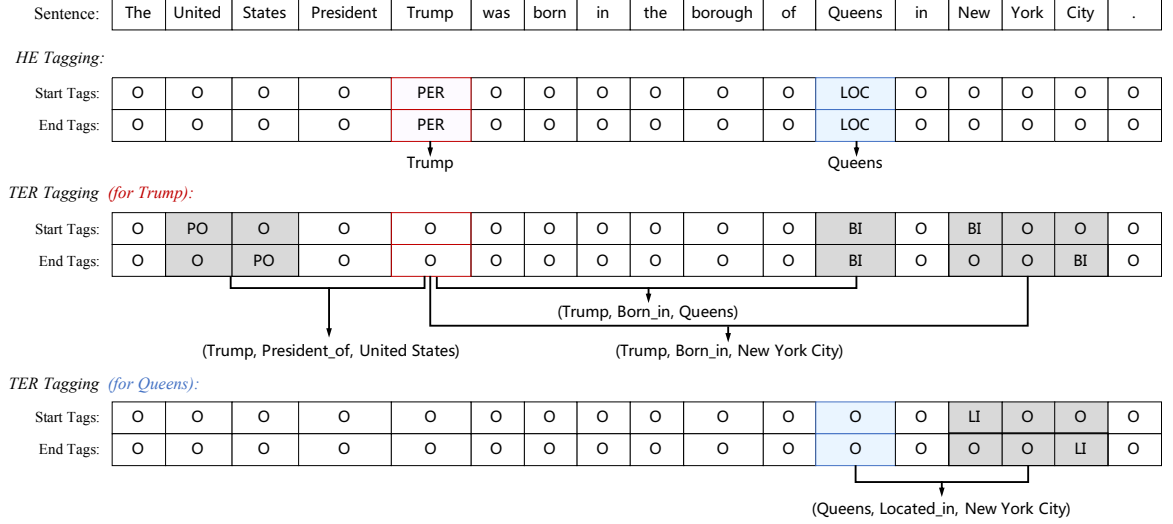 Sentence: The United States President Trump was born in the borough of Queens in New York City .
HE Tagging:
Start Tags: O O O O PER O O O O O O LOC O O O O O
End Tags: O O O O PER O O O O O O LOC O O O O O
Trump Queens
TER Tagging (for Trump):
Start Tags: O PO O O O O O O O O O BI O BI O O O
End Tags: O O PO O O O O O O O O BI O O O BI O
(Trump, Born_in, Queens)
(Trump, President_of, United States) (Trump, Born_in, New York City)
TER Tagging (for Queens):
Start Tags: O O O O O O O O O O O O O LI O O O
End Tags: O O O O O O O O O O O O O O O LI O
(Queens, Located_in, New York City)